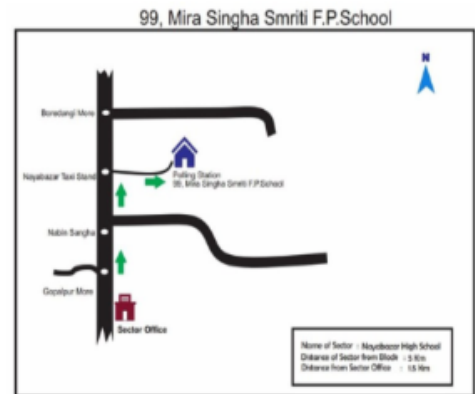 99, Mira Singha Smriti F.P.School
N
Boredangi More
Nayabazar Taxi Stand
Polling Station
99, Mira Singha Smriti F.P.School
Nabin Sangha
Gopalpur More
Sector Office
Name of Sector : Nayabazar High School
Distance of Sector from Block : 5 Km
Distance from Sector Office : 1.5 Km